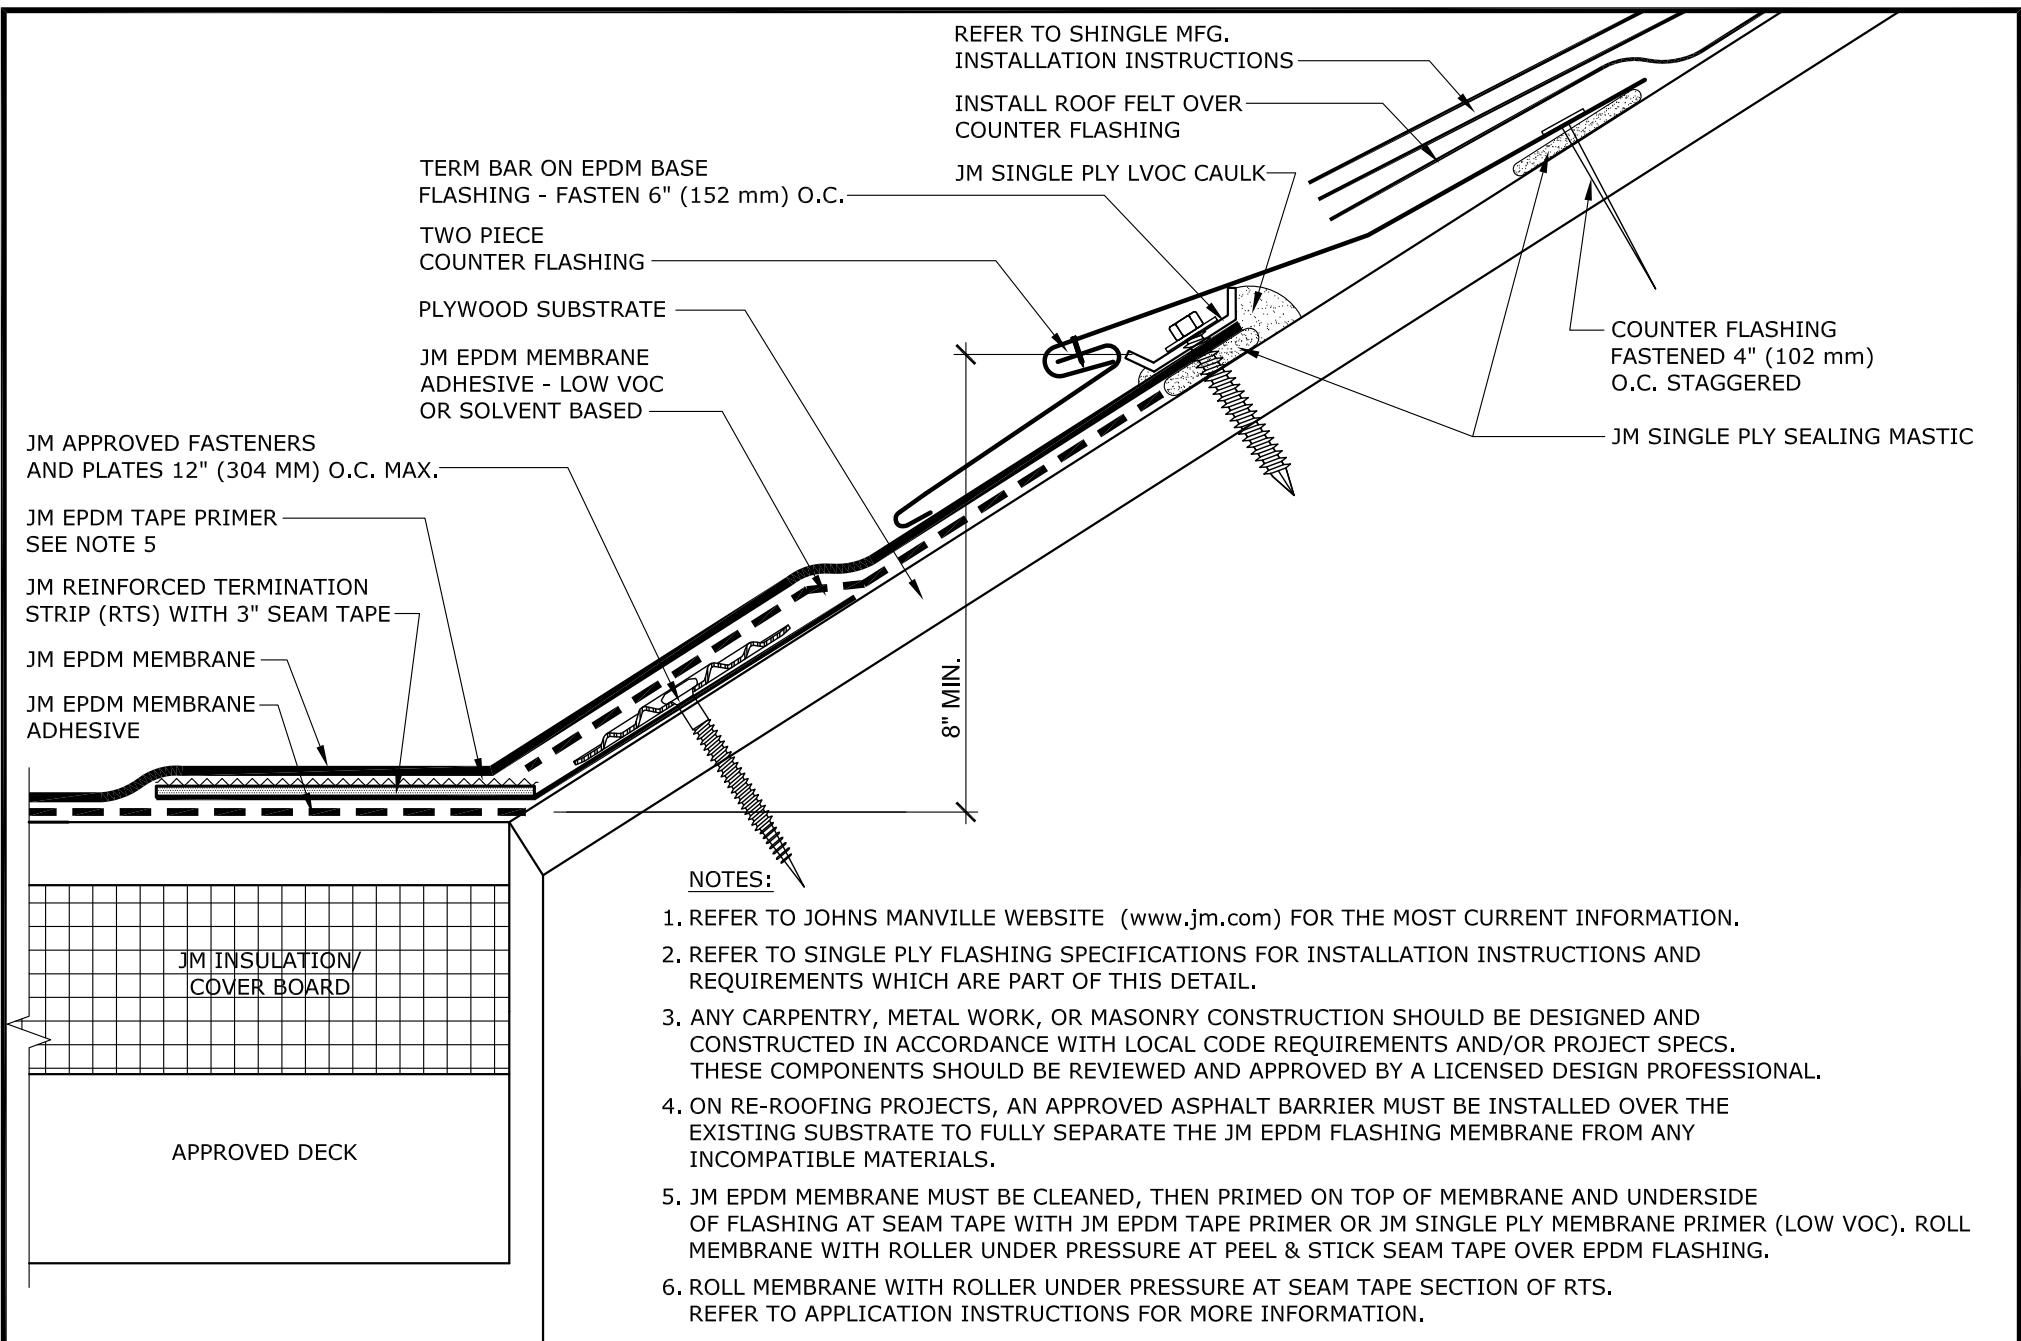 REFER TO SHINGLE MFG.
INSTALLATION INSTRUCTIONS
INSTALL ROOF FELT OVER
COUNTER FLASHING
JM SINGLE PLY LVOC CAULK
TERM BAR ON EPDM BASE
FLASHING - FASTEN 6" (152 mm) O.C.
TWO PIECE
COUNTER FLASHING
PLYWOOD SUBSTRATE
JM EPDM MEMBRANE
ADHESIVE - LOW VOC
OR SOLVENT BASED
JM APPROVED FASTENERS
AND PLATES 12" (304 MM) O.C. MAX.
JM EPDM TAPE PRIMER
SEE NOTE 5
JM REINFORCED TERMINATION
STRIP (RTS) WITH 3" SEAM TAPE
JM EPDM MEMBRANE
JM EPDM MEMBRANE
ADHESIVE
COUNTER FLASHING
FASTENED 4" (102 mm)
O.C. STAGGERED
JM SINGLE PLY SEALING MASTIC
8" MIN.
JM INSULATION/
COVER BOARD
APPROVED DECK
NOTES:
1. REFER TO JOHNS MANVILLE WEBSITE (www.jm.com) FOR THE MOST CURRENT INFORMATION.
2. REFER TO SINGLE PLY FLASHING SPECIFICATIONS FOR INSTALLATION INSTRUCTIONS AND
REQUIREMENTS WHICH ARE PART OF THIS DETAIL.
3. ANY CARPENTRY, METAL WORK, OR MASONRY CONSTRUCTION SHOULD BE DESIGNED AND
CONSTRUCTED IN ACCORDANCE WITH LOCAL CODE REQUIREMENTS AND/OR PROJECT SPECS.
THESE COMPONENTS SHOULD BE REVIEWED AND APPROVED BY A LICENSED DESIGN PROFESSIONAL.
4. ON RE-ROOFING PROJECTS, AN APPROVED ASPHALT BARRIER MUST BE INSTALLED OVER THE
EXISTING SUBSTRATE TO FULLY SEPARATE THE JM EPDM FLASHING MEMBRANE FROM ANY
INCOMPATIBLE MATERIALS.
5. JM EPDM MEMBRANE MUST BE CLEANED, THEN PRIMED ON TOP OF MEMBRANE AND UNDERSIDE
OF FLASHING AT SEAM TAPE WITH JM EPDM TAPE PRIMER OR JM SINGLE PLY MEMBRANE PRIMER (LOW VOC). ROLL
MEMBRANE WITH ROLLER UNDER PRESSURE AT PEEL & STICK SEAM TAPE OVER EPDM FLASHING.
6. ROLL MEMBRANE WITH ROLLER UNDER PRESSURE AT SEAM TAPE SECTION OF RTS.
REFER TO APPLICATION INSTRUCTIONS FOR MORE INFORMATION.